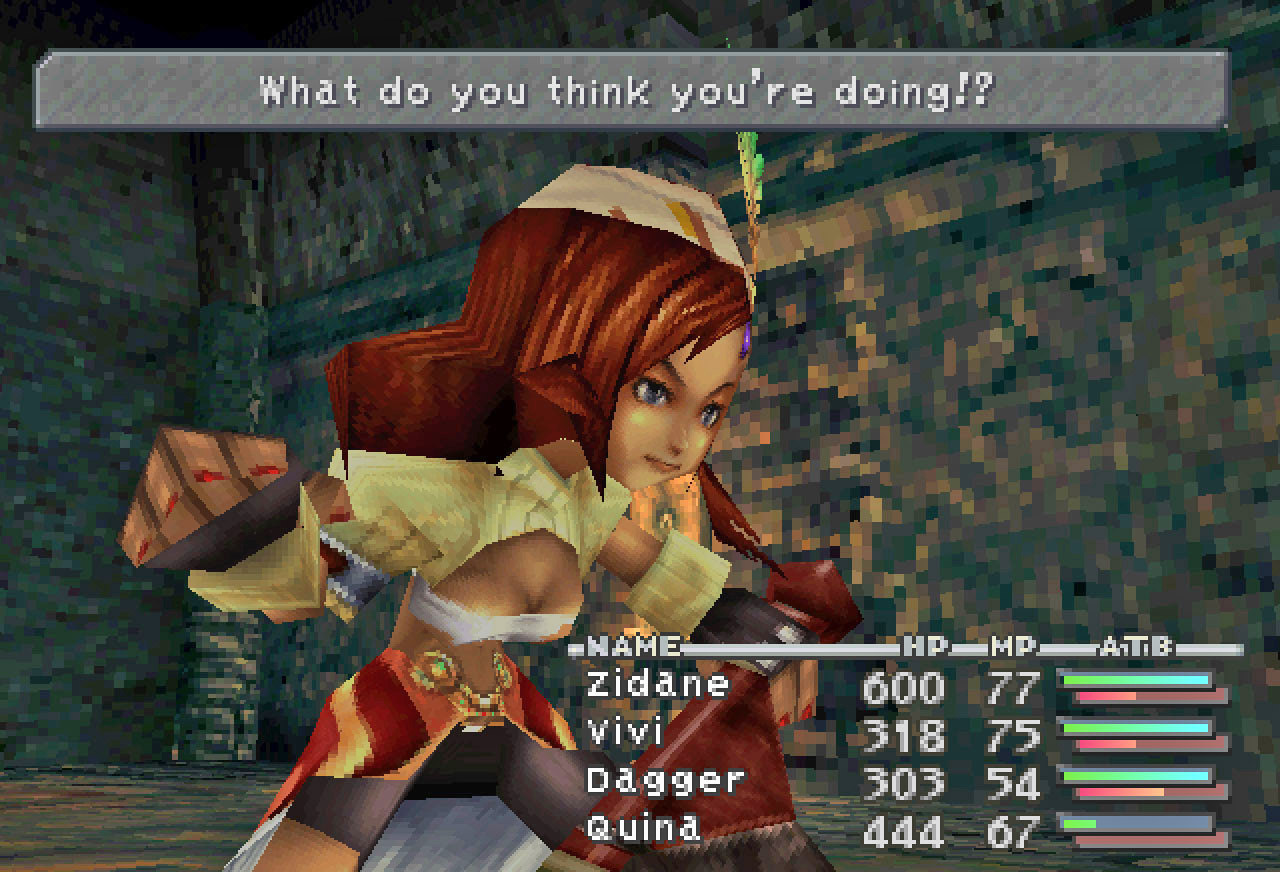 What do you think you're doing!?
NAME HP MP ATB
Zidane 600 77
Vivi 318 75
Dagger 303 54
Quina 444 67